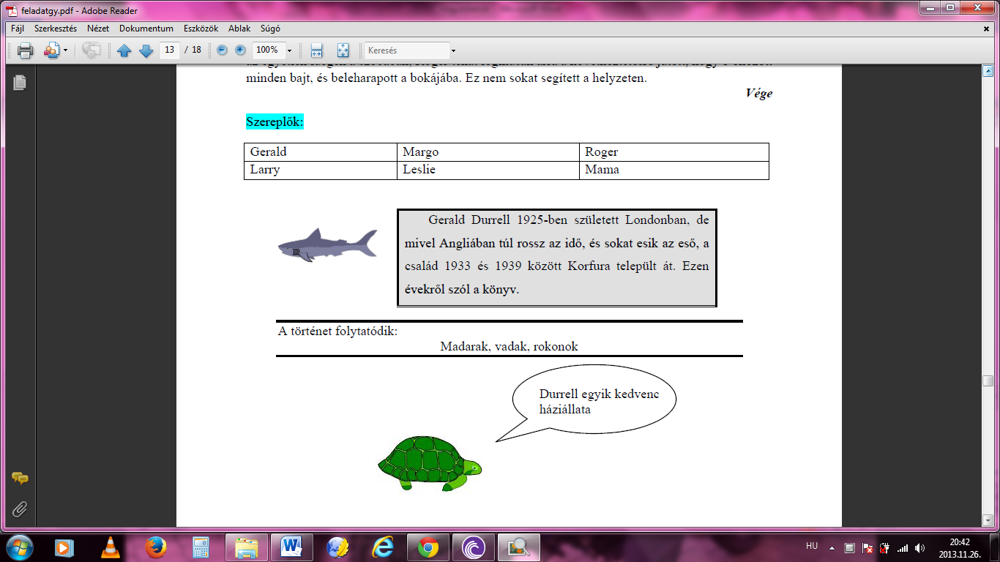 feladatgy.pdf - Adobe Reader
Fájl Szerkesztés Nézet Dokumentum Eszközök Ablak Súgó
13 / 18 100% Keresés
minden bajt, és beleharapott a bokájába. Ez nem sokat segített a helyzeten.
Vége
Szereplők:
Gerald Margo Roger
Larry Leslie Mama
Gerald Durrell 1925-ben született Londonban, de
mivel Angliában túl rossz az idő, és sokat esik az eső, a
család 1933 és 1939 között Korfura települt át. Ezen
évekről szól a könyv.
A történet folytatódik:
Madarak, vadak, rokonok
Durrell egyik kedvenc
háziállata
HU 20:42
2013.11.26.